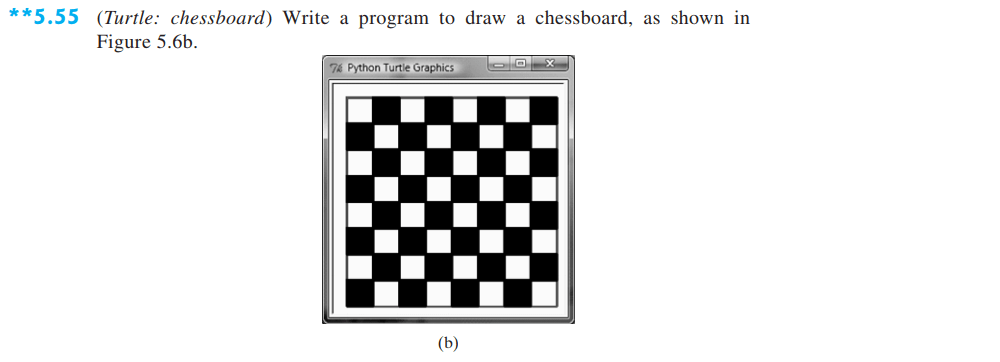 **5.55 (Turtle: chessboard) Write a program to draw a chessboard, as shown in
Figure 5.6b.
Python Turtle Graphics
(b)